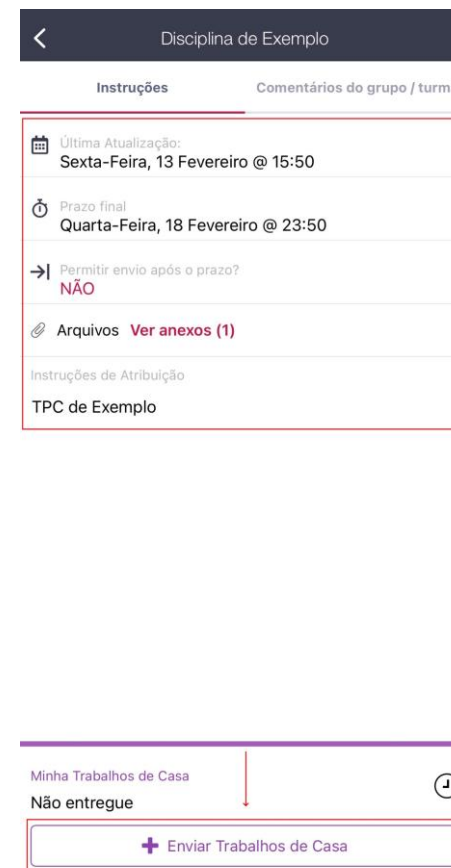 Disciplina de Exemplo
Instruções
Comentários do grupo / turm
Última Atualização:
Sexta-Feira, 13 Fevereiro @ 15:50
Prazo final
Quarta-Feira, 18 Fevereiro @ 23:50
Permitir envio após o prazo?
NÃO
Arquivos Ver anexos (1)
Instruções de Atribuição
TPC de Exemplo
Minha Trabalhos de Casa
Não entregue
Enviar Trabalhos de Casa